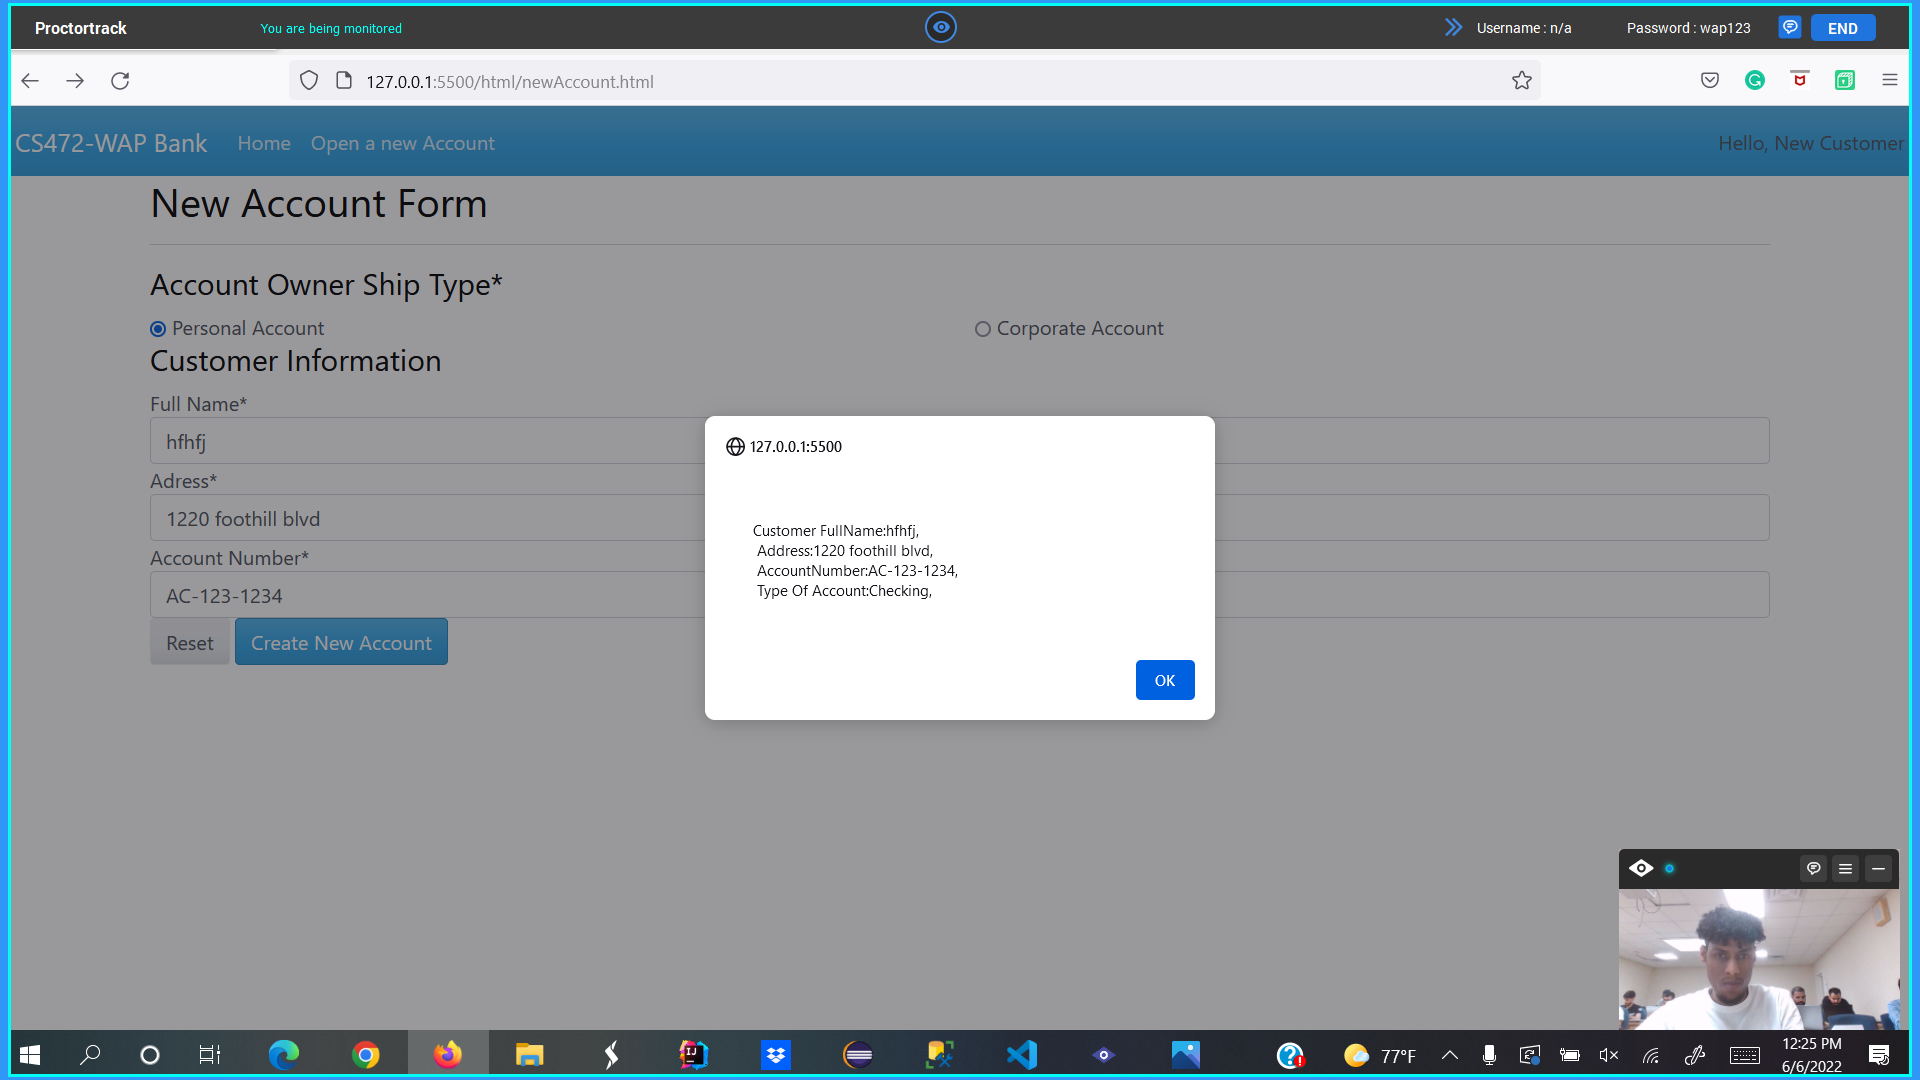 Proctortrack
You are being monitored
Username : n/a
Password : wap123
END
127.0.0.1:5500/html/newAccount.html
CS472-WAP Bank
Home
Open a new Account
Hello, New Customer
New Account Form
Account Owner Ship Type*
Personal Account
Corporate Account
Customer Information
Full Name*
hfhfj
Adress*
1220 foothill blvd
Account Number*
AC-123-1234
Reset
Create New Account
127.0.0.1:5500
Customer FullName:hfhfj,
Address:1220 foothill blvd,
AccountNumber:AC-123-1234,
Type Of Account:Checking,
OK
77°F
12:25 PM
6/6/2022